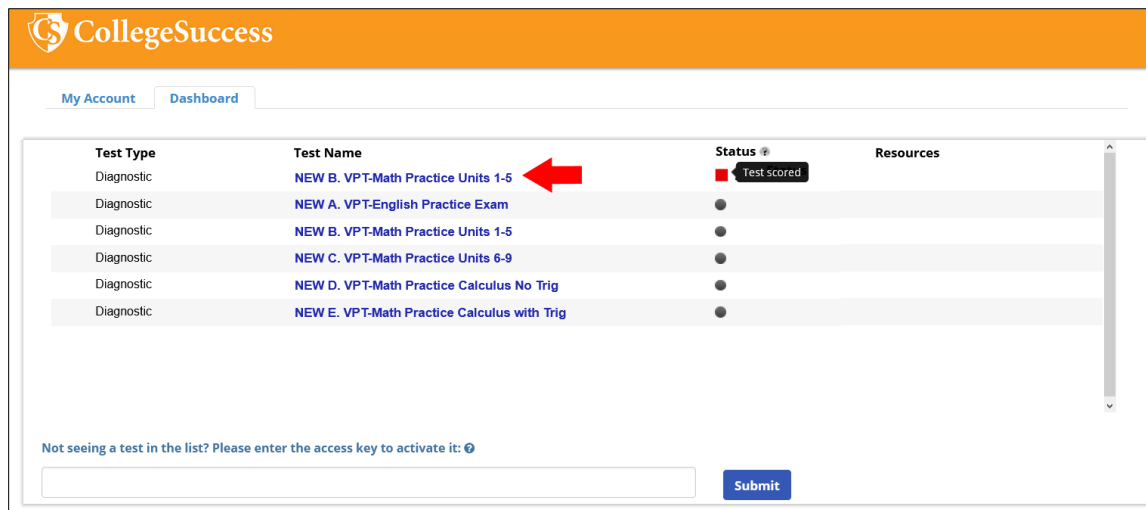 CS CollegeSuccess
My Account Dashboard
Test Type Test Name Status ? Resources
Diagnostic NEW B. VPT-Math Practice Units 1-5 Test scored
Diagnostic NEW A. VPT-English Practice Exam
Diagnostic NEW B. VPT-Math Practice Units 1-5
Diagnostic NEW C. VPT-Math Practice Units 6-9
Diagnostic NEW D. VPT-Math Practice Calculus No Trig
Diagnostic NEW E. VPT-Math Practice Calculus with Trig
Not seeing a test in the list? Please enter the access key to activate it: ?
Submit